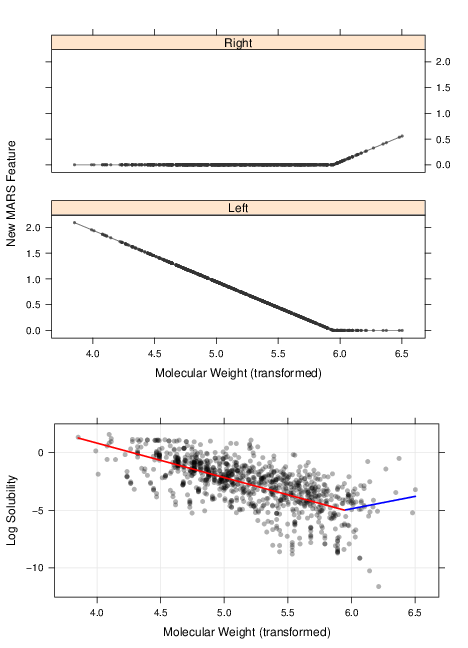 Right
2.0
1.5
1.0
0.5
0.0
New MARS Feature
Left
2.0
1.5
1.0
0.5
0.0
4.0 4.5 5.0 5.5 6.0 6.5
Molecular Weight (transformed)
Log Solubility
0
−5
−10
4.0 4.5 5.0 5.5 6.0 6.5
Molecular Weight (transformed)